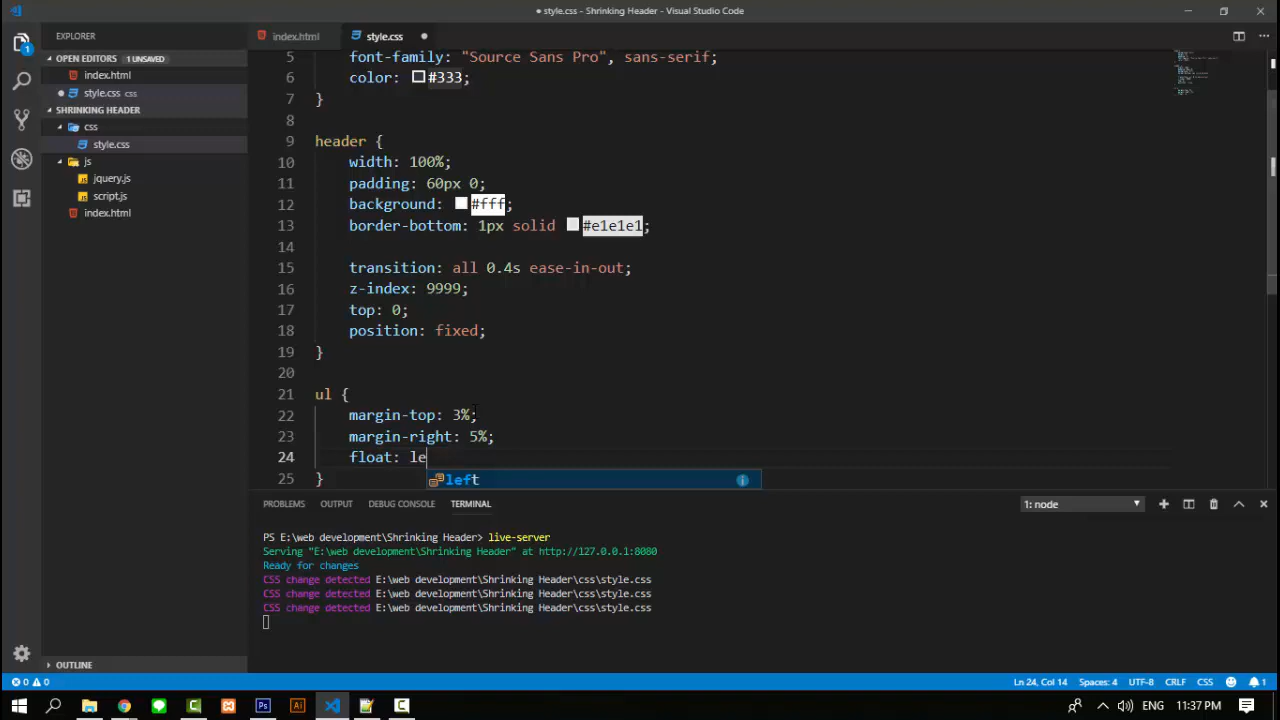 style.css - Shrinking Header - Visual Studio Code
EXPLORER
index.html
style.css
OPEN EDITORS 1 UNSAVED
index.html
style.css css
SHRINKING HEADER
css
style.css
js
jquery.js
script.js
index.html
OUTLINE
5 font-family: "Source Sans Pro", sans-serif;
6 color: #333;
7 }
8
9 header {
10 width: 100%;
11 padding: 60px 0;
12 background: #fff;
13 border-bottom: 1px solid #e1e1e1;
14
15 transition: all 0.4s ease-in-out;
16 z-index: 9999;
17 top: 0;
18 position: fixed;
19 }
20
21 ul {
22 margin-top: 3%;
23 margin-right: 5%;
24 float: le
left
25 }
PROBLEMS OUTPUT DEBUG CONSOLE TERMINAL 1: node
PS E:\web development\Shrinking Header> live-server
Serving "E:\web development\Shrinking Header" at http://127.0.0.1:8080
Ready for changes
CSS change detected E:\web development\Shrinking Header\css\style.css
CSS change detected E:\web development\Shrinking Header\css\style.css
CSS change detected E:\web development\Shrinking Header\css\style.css
0 0 Ln 24, Col 14 Spaces: 4 UTF-8 CRLF CSS 1
11:37 PM